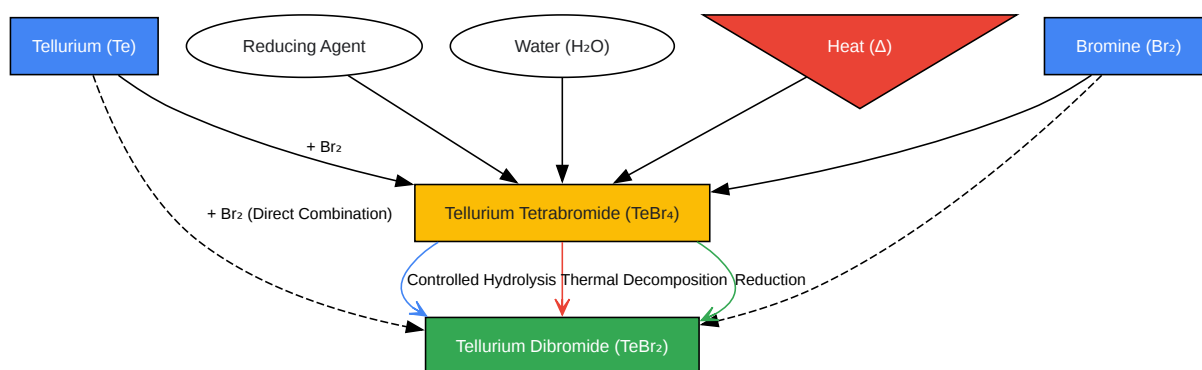 Tellurium (Te)
Reducing Agent
Water (H₂O)
Heat (Δ)
Bromine (Br₂)
+ Br₂
+ Br₂ (Direct Combination)
Tellurium Tetrabromide (TeBr₄)
Controlled Hydrolysis
Thermal Decomposition
Reduction
Tellurium Dibromide (TeBr₂)